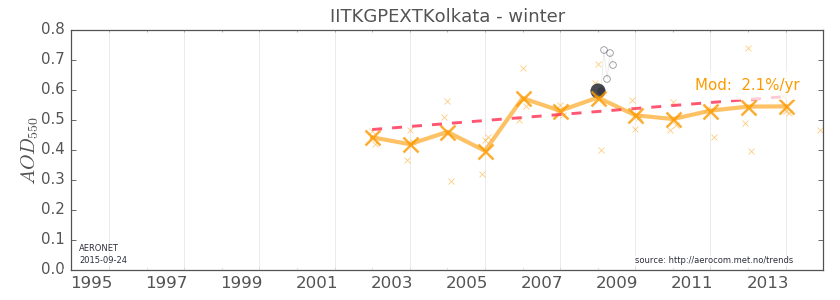 IITKGPEXTKolkata - winter
0.8
0.7
0.6
0.5
0.4
0.3
0.2
0.1
0.0
AOD550
Mod: 2.1%/yr
AERONET
2015-09-24
source: http://aerocom.met.no/trends
1995 1997 1999 2001 2003 2005 2007 2009 2011 2013